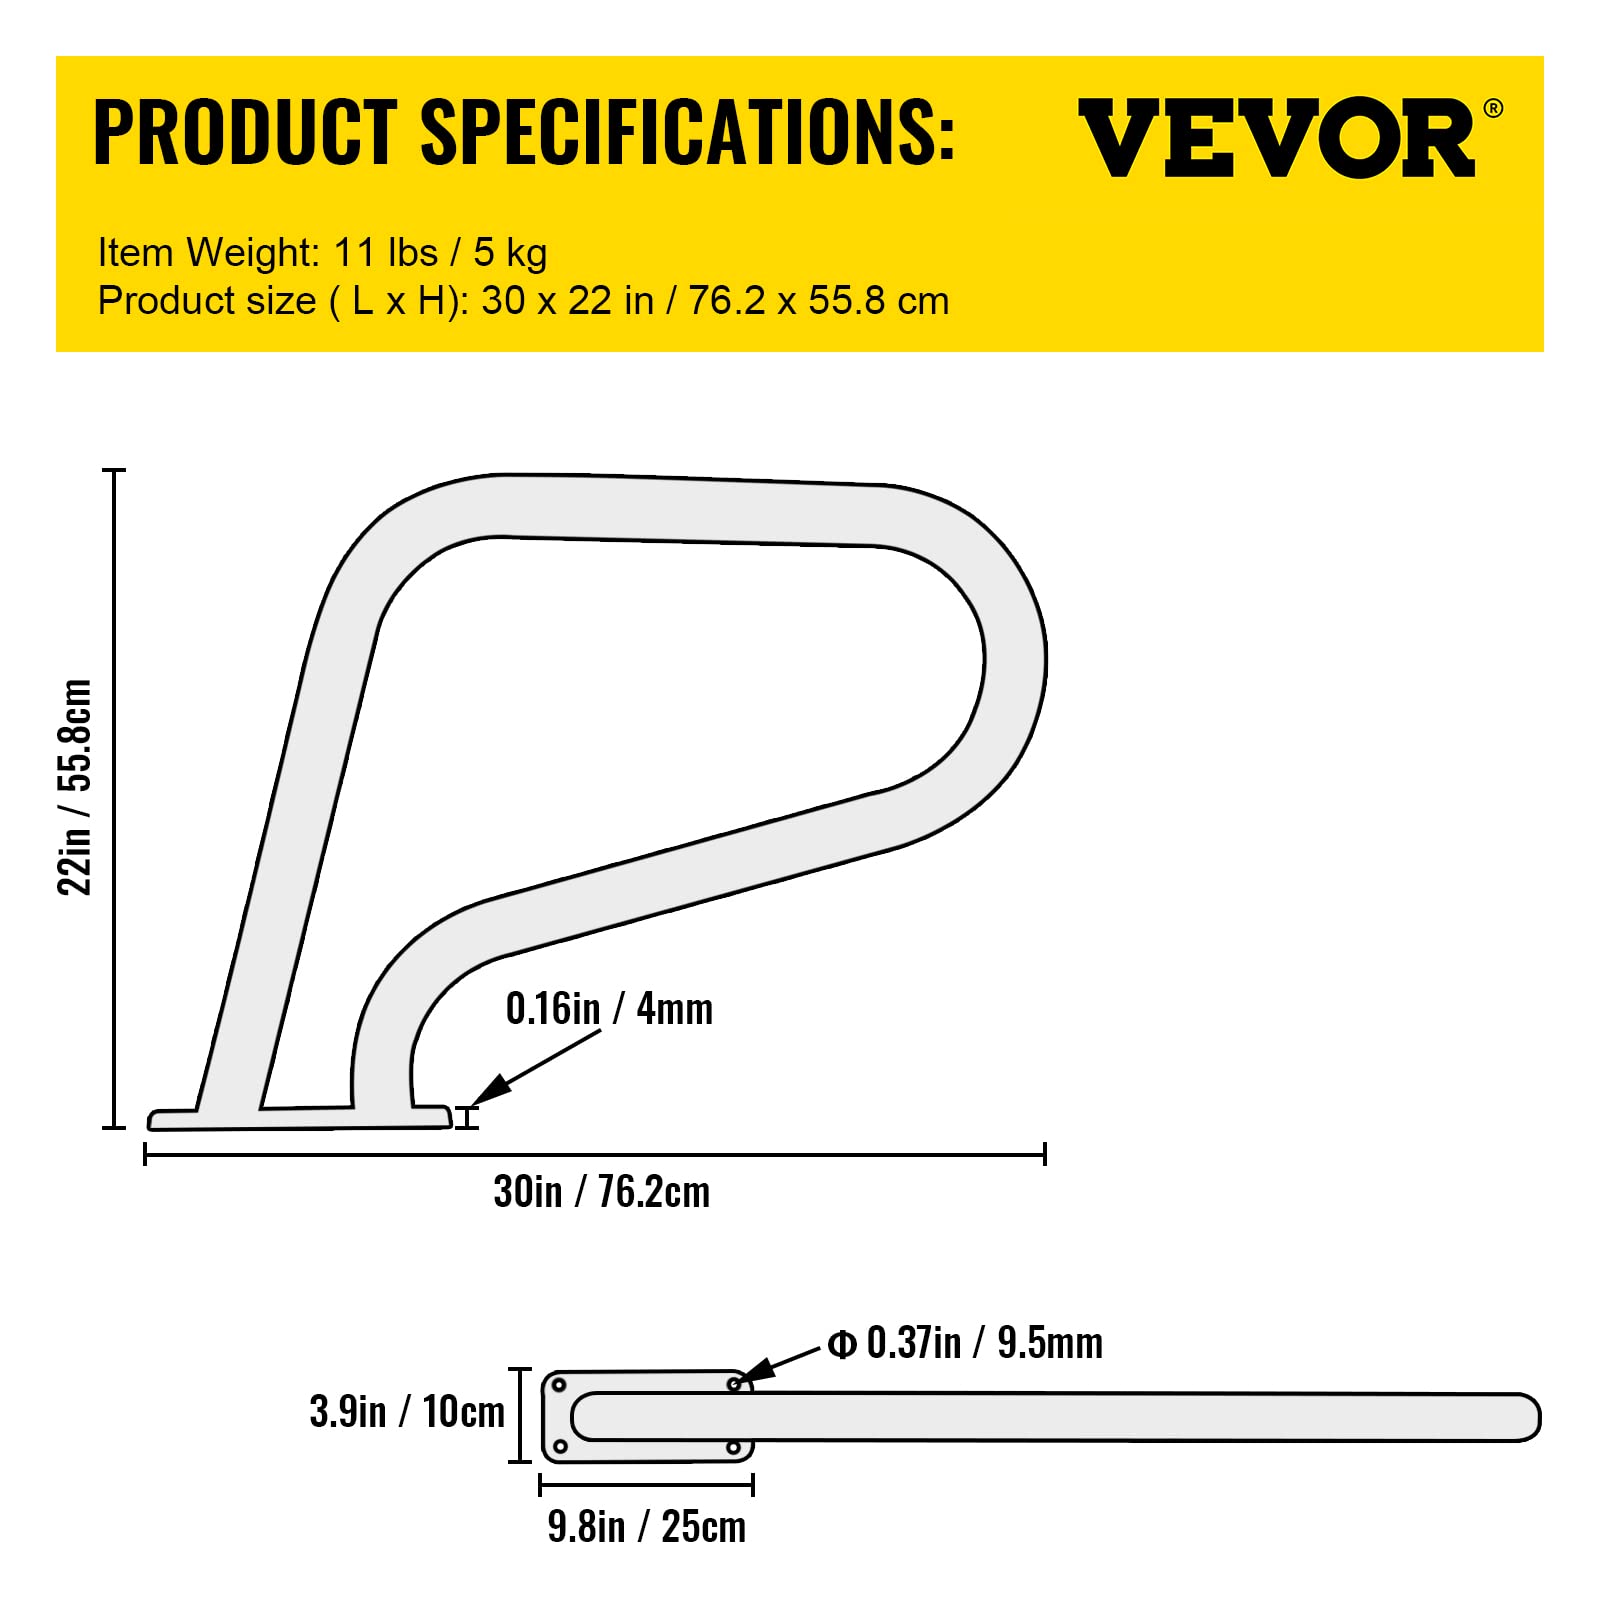 PRODUCT SPECIFICATIONS:
VEVOR®
Item Weight: 11 lbs / 5 kg
Product size ( L x H): 30 x 22 in / 76.2 x 55.8 cm
22in / 55.8cm
0.16in / 4mm
30in / 76.2cm
Φ 0.37in / 9.5mm
3.9in / 10cm
9.8in / 25cm